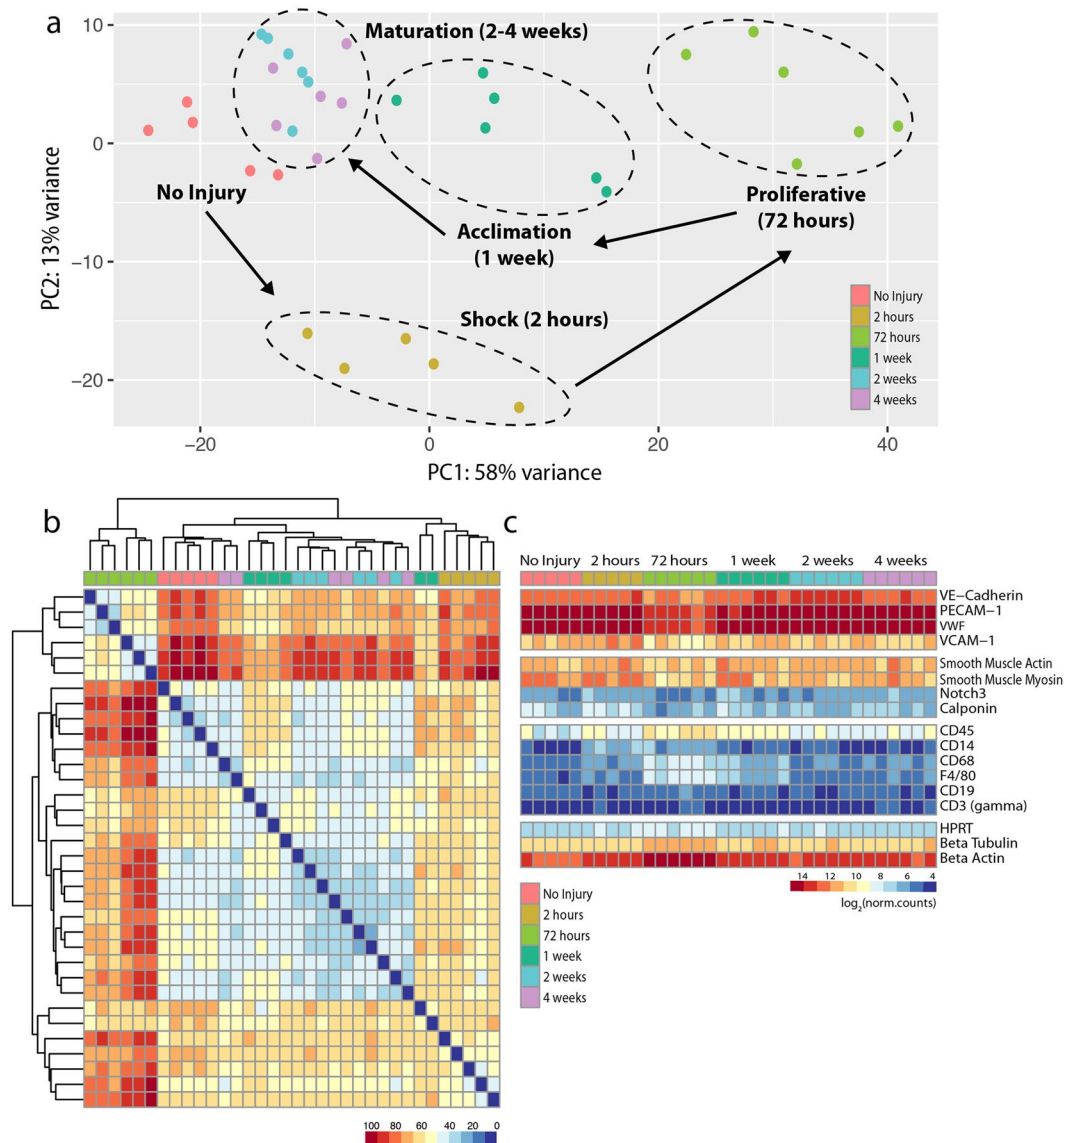 a
10
0
−10
−20
PC2: 13% variance
Maturation (2-4 weeks)
No Injury
Acclimation
(1 week)
Proliferative
(72 hours)
Shock (2 hours)
No Injury
2 hours
72 hours
1 week
2 weeks
4 weeks
−20 0 20 40
PC1: 58% variance
b
100 80 60 40 20 0
c
No Injury 2 hours 72 hours 1 week 2 weeks 4 weeks
VE−Cadherin
PECAM−1
VWF
VCAM−1
Smooth Muscle Actin
Smooth Muscle Myosin
Notch3
Calponin
CD45
CD14
CD68
F4/80
CD19
CD3 (gamma)
HPRT
Beta Tubulin
Beta Actin
14 12 10 8 6 4
log2(norm.counts)
No Injury
2 hours
72 hours
1 week
2 weeks
4 weeks